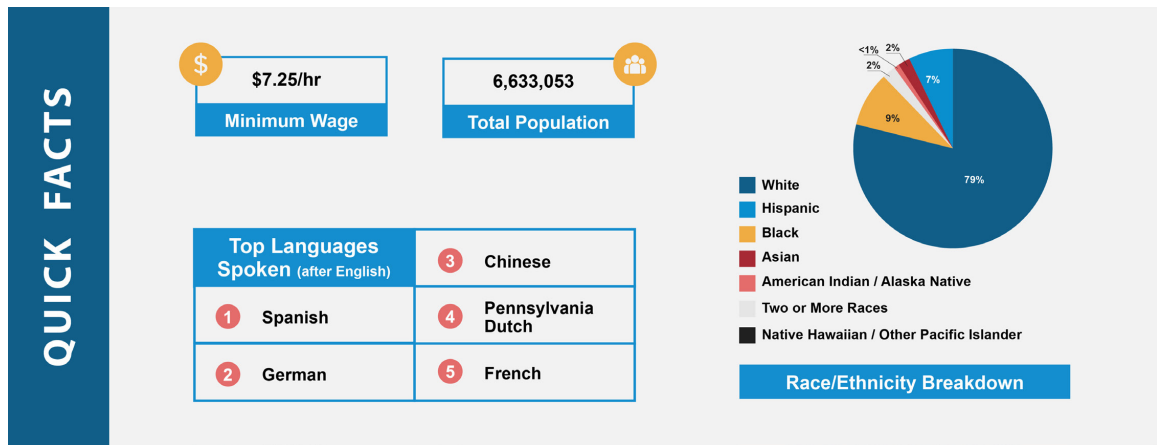 QUICK FACTS
$
$7.25/hr
Minimum Wage
6,633,053
Total Population
Top Languages
Spoken (after English)
1 Spanish
2 German
3 Chinese
4 Pennsylvania
Dutch
5 French
<1%
2%
2%
7%
9%
79%
White
Hispanic
Black
Asian
American Indian / Alaska Native
Two or More Races
Native Hawaiian / Other Pacific Islander
Race/Ethnicity Breakdown